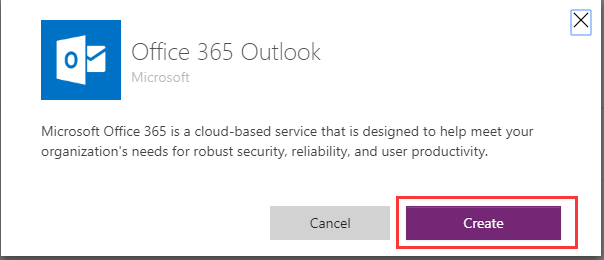 Office 365 Outlook
Microsoft
Microsoft Office 365 is a cloud-based service that is designed to help meet your
organization's needs for robust security, reliability, and user productivity.
Cancel
Create